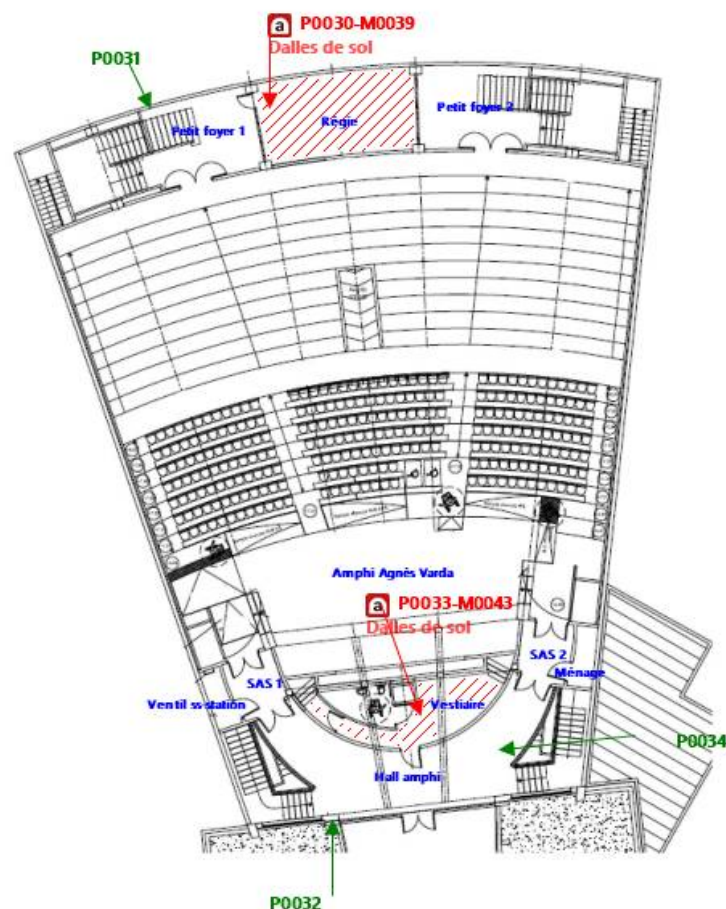 a P0030-M0039
Dalles de sol
P0031
Petit foyer 1
Régie
Petit foyer 2
Amphi Agnès Varda
a P0033-M0043
Dalles de sol
SAS 1
SAS 2
Ménage
Ventil ss-station
Vestiaire
P0034
Hall amphi
P0032